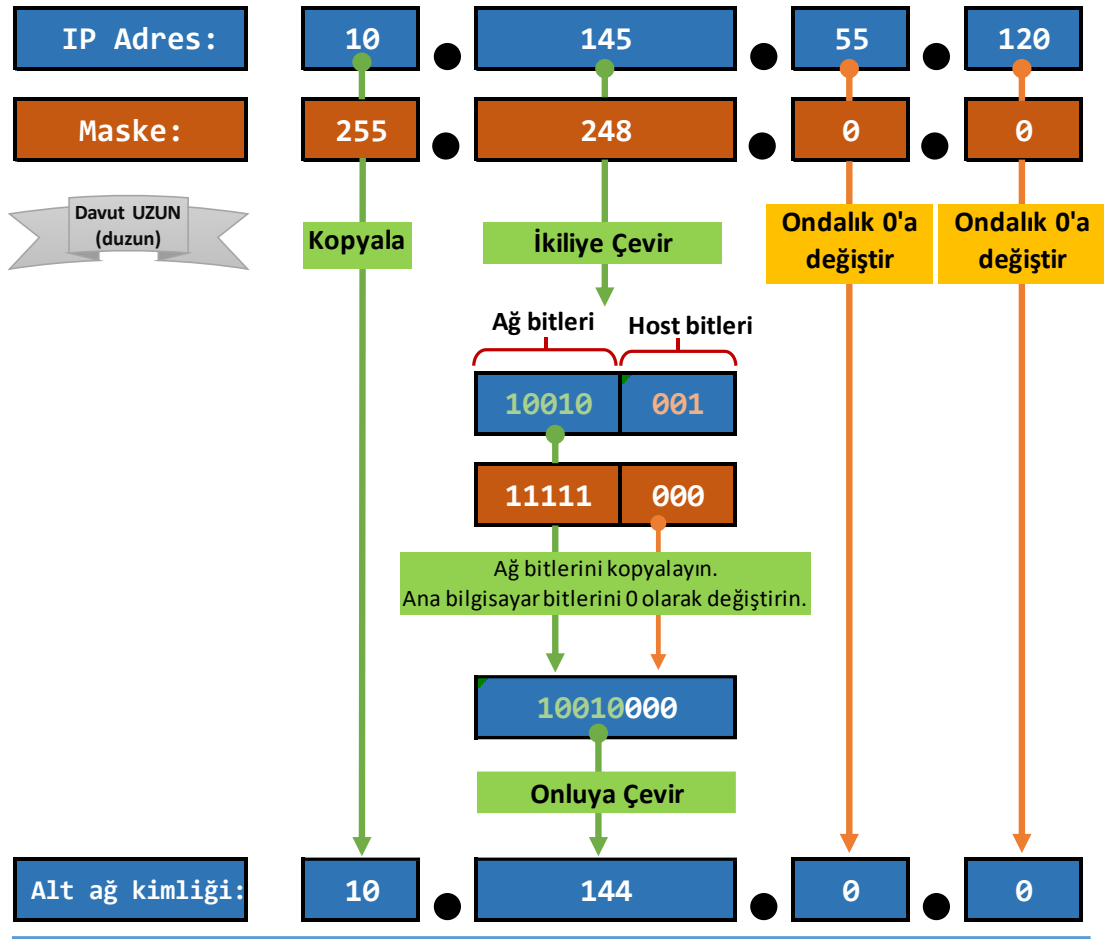 IP Adres: 10 145 55 120
Maske: 255 248 0 0
Davut UZUN
(duzun)
Kopyala
İkiliye Çevir
Ondalık 0'a
değiştir
Ondalık 0'a
değiştir
Ağ bitleri Host bitleri
10010 001
11111 000
Ağ bitlerini kopyalayın.
Ana bilgisayar bitlerini 0 olarak değiştirin.
10010000
Onluya Çevir
Alt ağ kimliği: 10 144 0 0